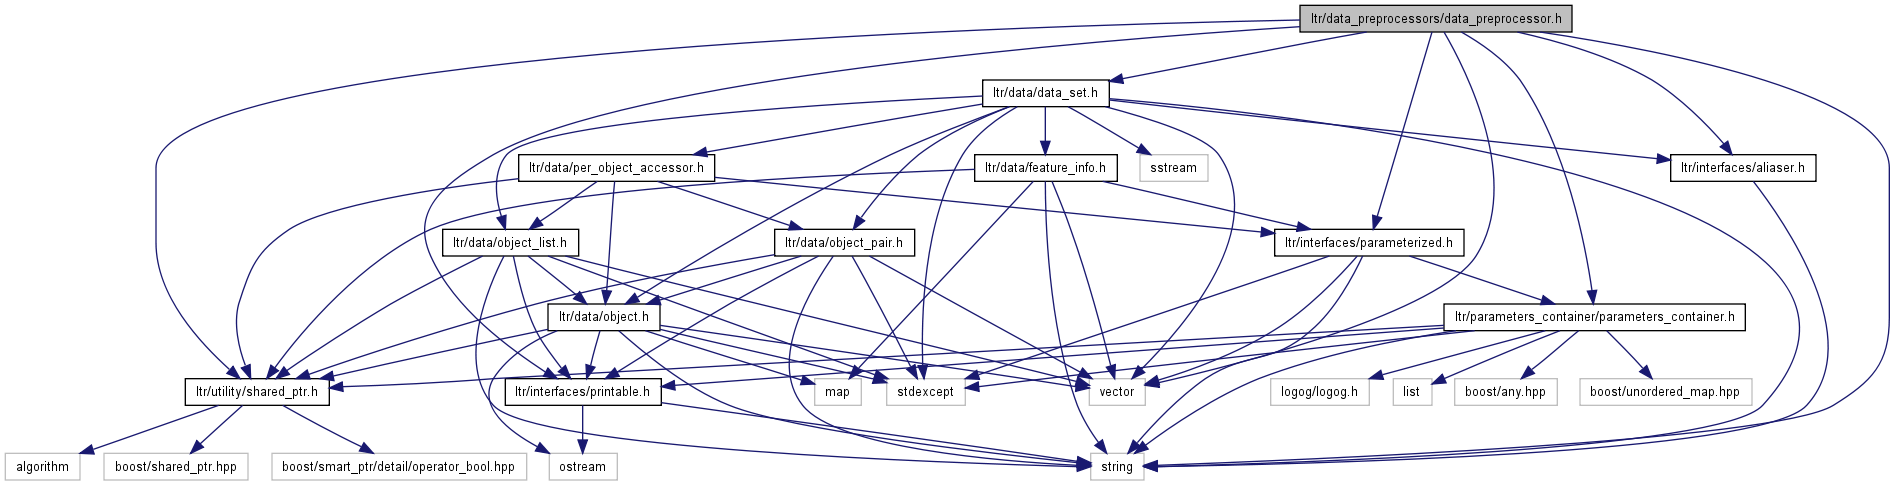 ltr/data_preprocessors/data_preprocessor.h
ltr/data/data_set.h
ltr/data/per_object_accessor.h
ltr/data/feature_info.h
sstream
ltr/interfaces/aliaser.h
ltr/data/object_list.h
ltr/data/object_pair.h
ltr/interfaces/parameterized.h
ltr/data/object.h
ltr/parameters_container/parameters_container.h
ltr/utility/shared_ptr.h
ltr/interfaces/printable.h
map
stdexcept
vector
logog/logog.h
list
boost/any.hpp
boost/unordered_map.hpp
algorithm
boost/shared_ptr.hpp
boost/smart_ptr/detail/operator_bool.hpp
ostream
string